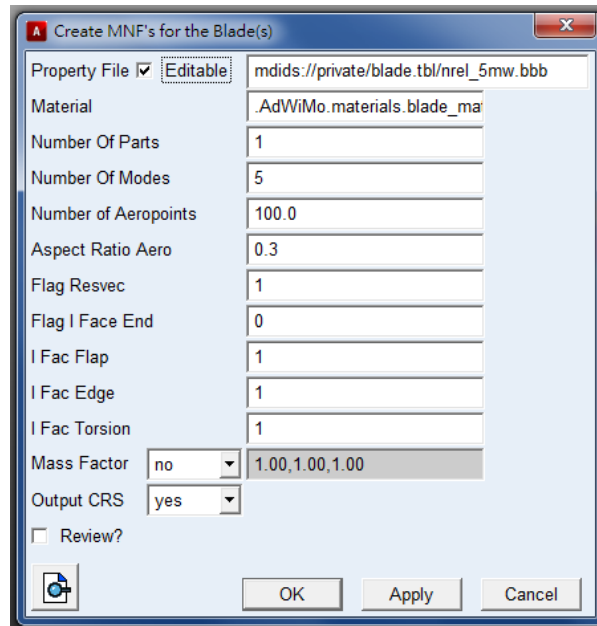 A Create MNF's for the Blade(s)
Property File Editable mdids://private/blade.tbl/nrel_5mw.bbb
Material .AdWiMo.materials.blade_ma
Number Of Parts 1
Number Of Modes 5
Number of Aeropoints 100.0
Aspect Ratio Aero 0.3
Flag Resvec 1
Flag I Face End 0
I Fac Flap 1
I Fac Edge 1
I Fac Torsion 1
Mass Factor no 1.00,1.00,1.00
Output CRS yes
Review?
OK Apply Cancel